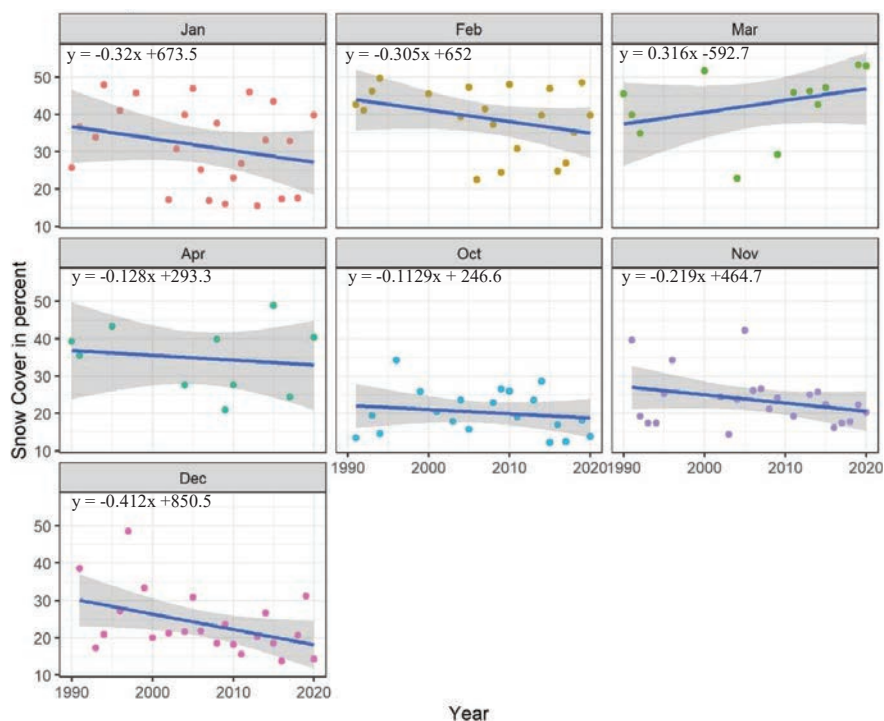 Jan
Feb
Mar
y = -0.32x +673.5
y = -0.305x +652
y = 0.316x -592.7
50
40
30
20
10
Apr
Oct
Nov
y = -0.128x +293.3
y = -0.1129x + 246.6
y = -0.219x +464.7
50
40
30
20
10
1990
2000
2010
2020
1990
2000
2010
2020
Dec
y = -0.412x +850.5
50
40
30
20
10
1990
2000
2010
2020
Snow Cover in percent
Year